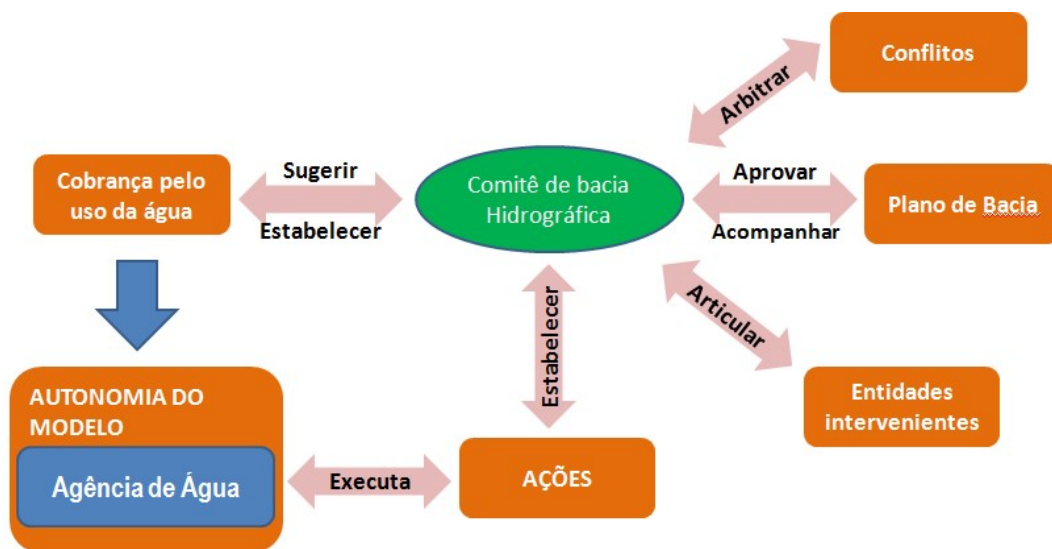 Conflitos
Arbitrar
Cobrança pelo
uso da água
Sugerir
Estabelecer
Comitê de bacia
Hidrográfica
Aprovar
Acompanhar
Plano de Bacia
Articular
Estabelecer
Entidades
intervenientes
AUTONOMIA DO
MODELO
Agência de Água
Executa
AÇÕES